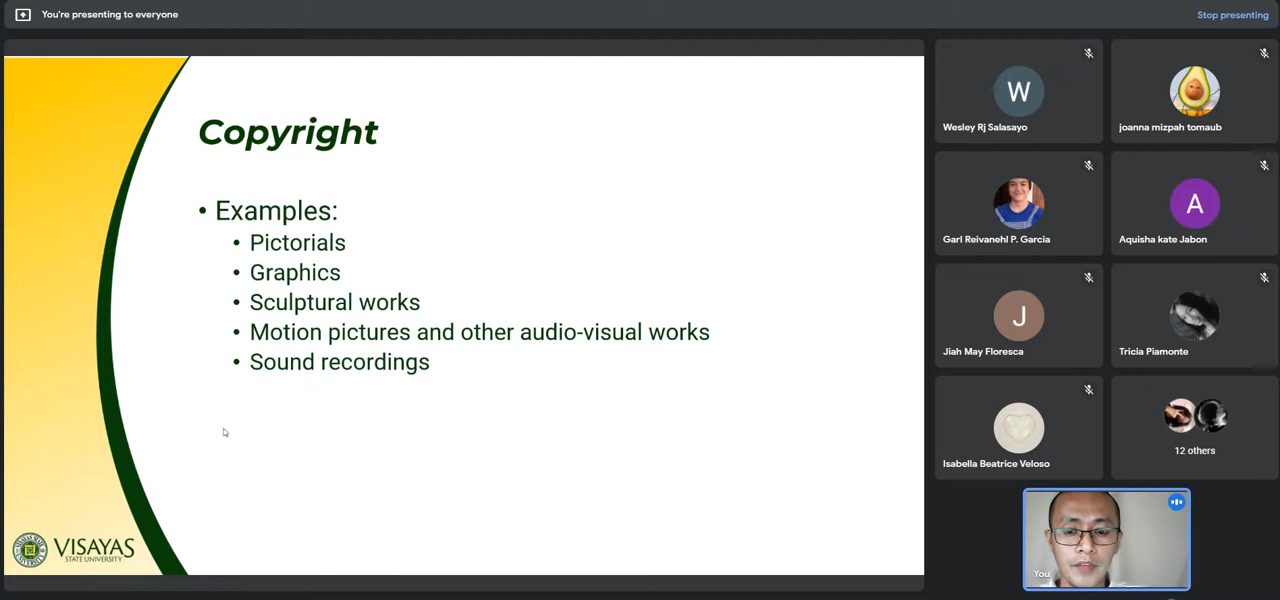 You're presenting to everyone
Stop presenting
Copyright
• Examples:
• Pictorials
• Graphics
• Sculptural works
• Motion pictures and other audio-visual works
• Sound recordings
VISAYAS
STATE UNIVERSITY
W
Wesley Rj Salasayo
joanna mizpah tomaub
Garl Reivanehl P. Garcia
A
Aquisha kate Jabon
J
Jiah May Floresca
Tricia Piamonte
Isabella Beatrice Veloso
12 others
You